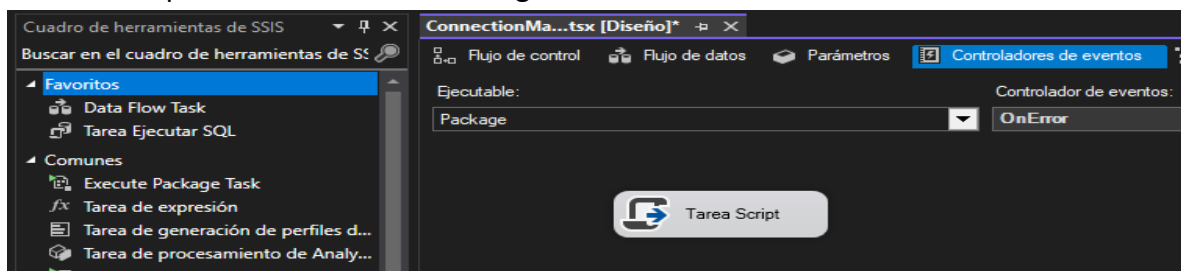 Cuadro de herramientas de SSIS
Buscar en el cuadro de herramientas de SS
Favoritos
Data Flow Task
Tarea Ejecutar SQL
Comunes
Execute Package Task
fx Tarea de expresión
Tarea de generación de perfiles d...
Tarea de procesamiento de Analy...
ConnectionMa...tsx [Diseño]*
Flujo de control Flujo de datos Parámetros Controladores de eventos
Ejecutable: Controlador de eventos:
Package OnError
Tarea Script